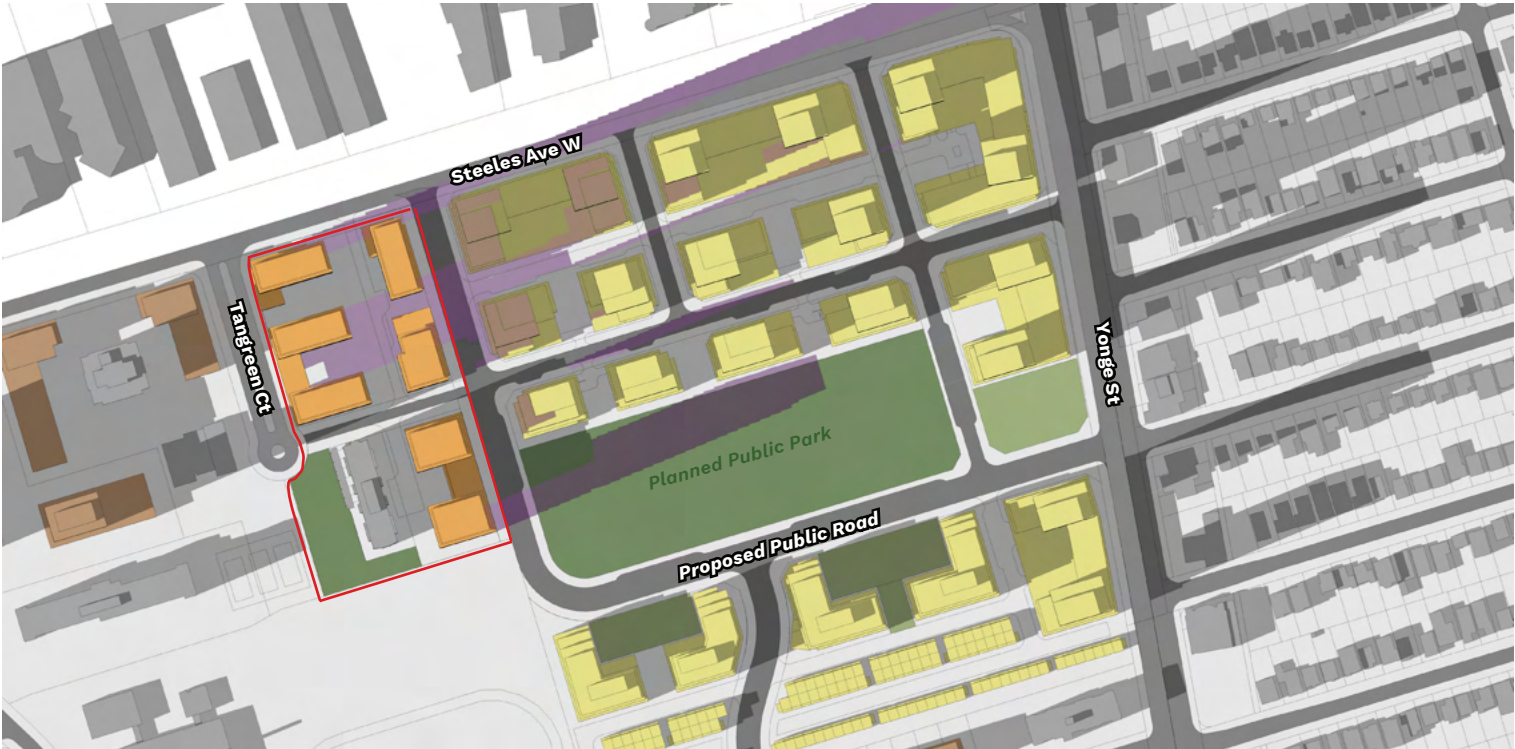 Steeles Ave W
Tangreen Ct
Yonge St
Planned Public Park
Proposed Public Road